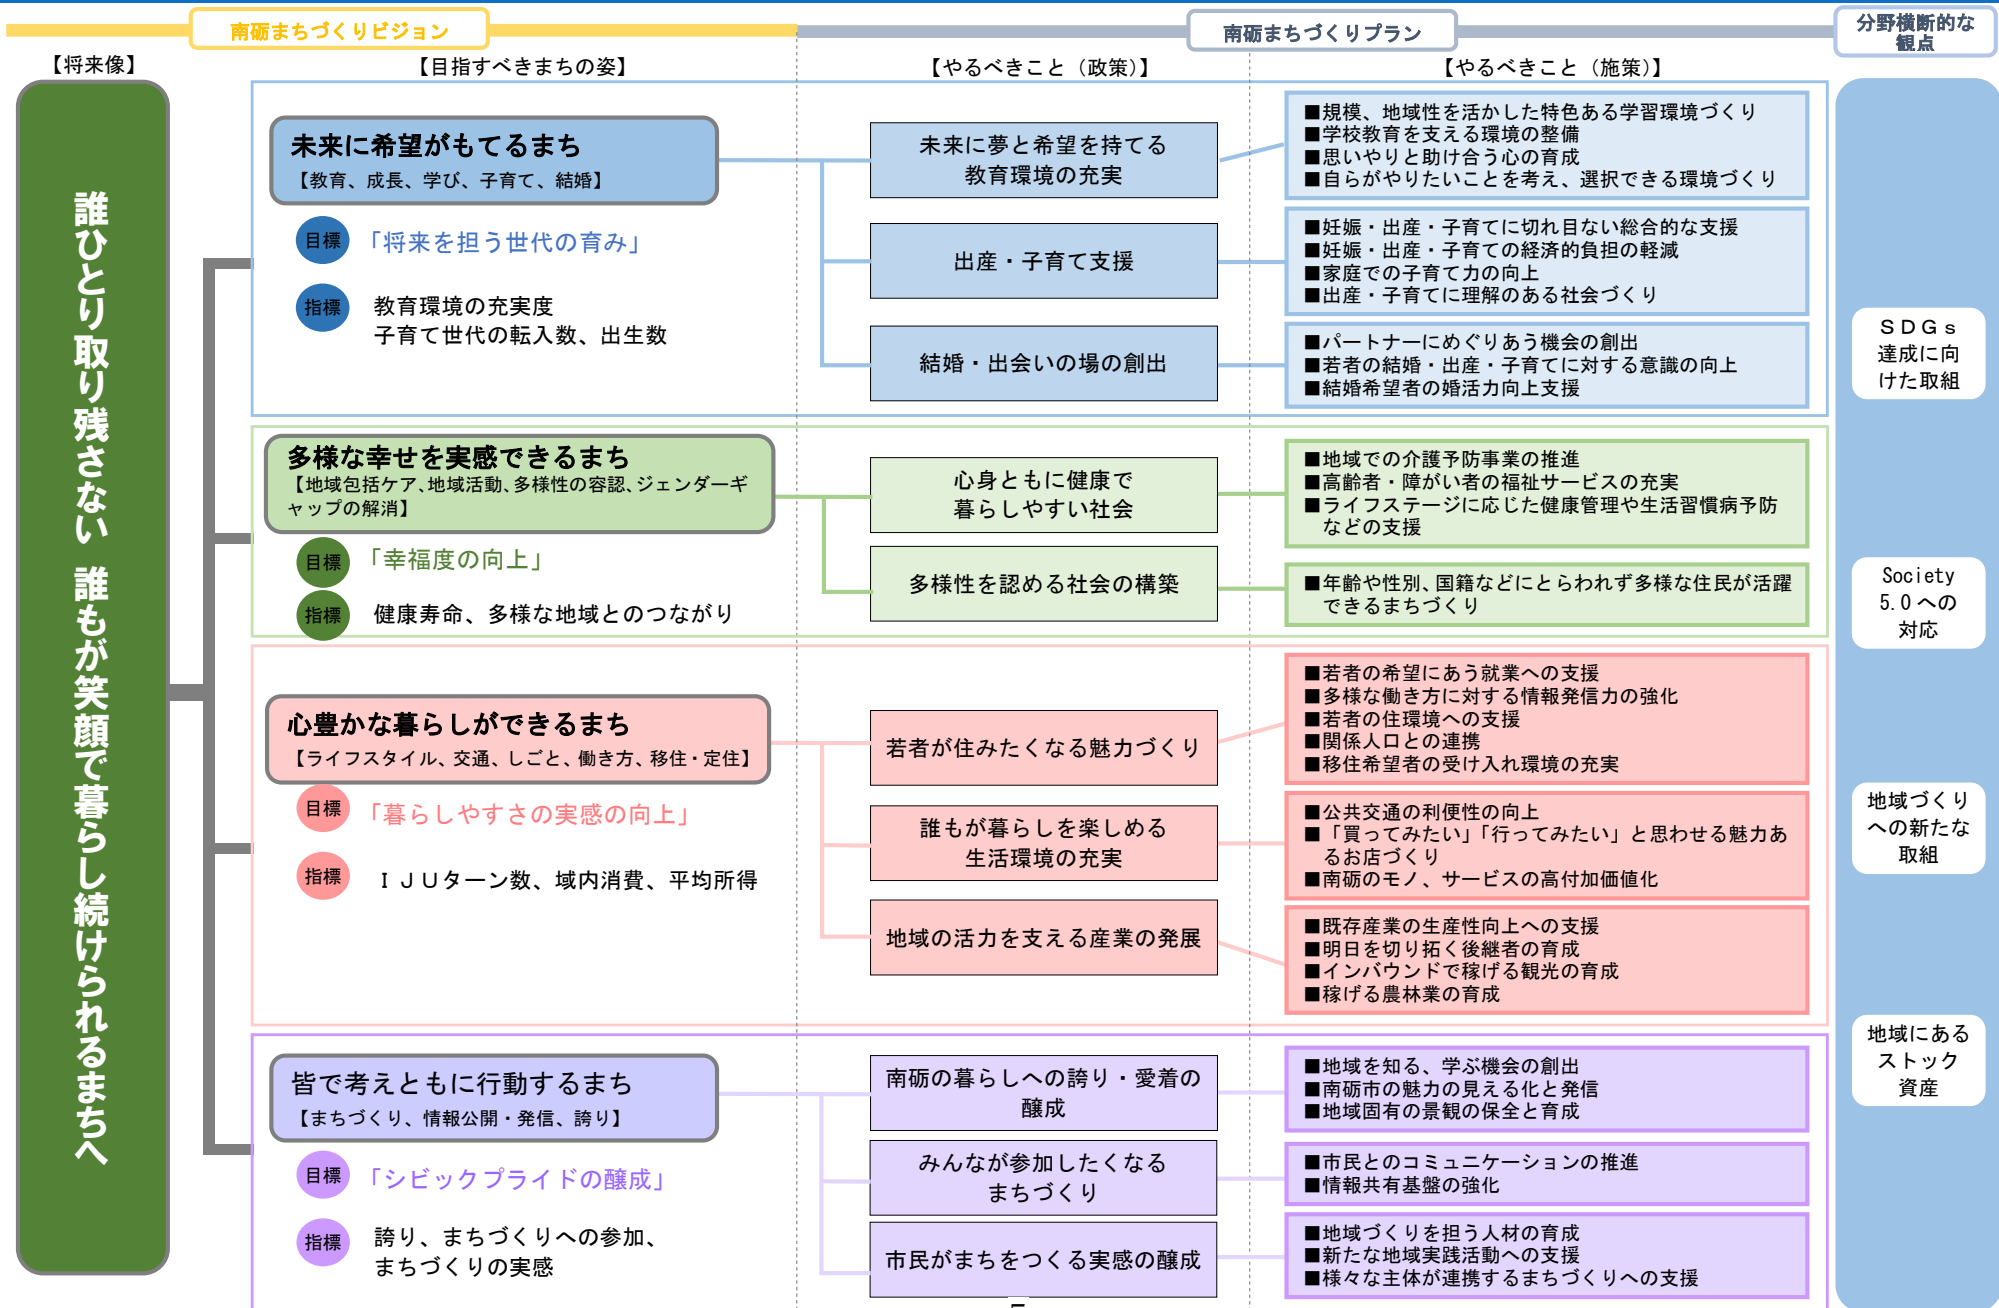 南砺まちづくりビジョン
南砺まちづくりプラン
分野横断的な
観点
【将来像】
【目指すべきまちの姿】
【やるべきこと（政策）】
【やるべきこと（施策）】
誰ひとり取り残さない 誰もが笑顔で暮らし続けられるまちへ
未来に希望がもてるまち
【教育、成長、学び、子育て、結婚】
目標
「将来を担う世代の育み」
指標
教育環境の充実度
子育て世代の転入数、出生数
未来に夢と希望を持てる
教育環境の充実
■規模、地域性を活かした特色ある学習環境づくり
■学校教育を支える環境の整備
■思いやりと助け合う心の育成
■自らがやりたいことを考え、選択できる環境づくり
出産・子育て支援
■妊娠・出産・子育てに切れ目ない総合的な支援
■妊娠・出産・子育ての経済的負担の軽減
■家庭での子育て力の向上
■出産・子育てに理解のある社会づくり
結婚・出会いの場の創出
■パートナーにめぐりあう機会の創出
■若者の結婚・出産・子育てに対する意識の向上
■結婚希望者の婚活力向上支援
多様な幸せを実感できるまち
【地域包括ケア、地域活動、多様性の容認、ジェンダーギ
ャップの解消】
目標
「幸福度の向上」
指標
健康寿命、多様な地域とのつながり
心身ともに健康で
暮らしやすい社会
■地域での介護予防事業の推進
■高齢者・障がい者の福祉サービスの充実
■ライフステージに応じた健康管理や生活習慣病予防
などの支援
多様性を認める社会の構築
■年齢や性別、国籍などにとらわれず多様な住民が活躍
できるまちづくり
心豊かな暮らしができるまち
【ライフスタイル、交通、しごと、働き方、移住・定住】
目標
「暮らしやすさの実感の向上」
指標
ＩＪＵターン数、域内消費、平均所得
若者が住みたくなる魅力づくり
■若者の希望にあう就業への支援
■多様な働き方に対する情報発信力の強化
■若者の住環境への支援
■関係人口との連携
■移住希望者の受け入れ環境の充実
誰もが暮らしを楽しめる
生活環境の充実
■公共交通の利便性の向上
■「買ってみたい」「行ってみたい」と思わせる魅力あ
るお店づくり
■南砺のモノ、サービスの高付加価値化
地域の活力を支える産業の発展
■既存産業の生産性向上への支援
■明日を切り拓く後継者の育成
■インバウンドで稼げる観光の育成
■稼げる農林業の育成
皆で考えともに行動するまち
【まちづくり、情報公開・発信、誇り】
目標
「シビックプライドの醸成」
指標
誇り、まちづくりへの参加、
まちづくりの実感
南砺の暮らしへの誇り・愛着の
醸成
■地域を知る、学ぶ機会の創出
■南砺市の魅力の見える化と発信
■地域固有の景観の保全と育成
みんなが参加したくなる
まちづくり
■市民とのコミュニケーションの推進
■情報共有基盤の強化
市民がまちをつくる実感の醸成
■地域づくりを担う人材の育成
■新たな地域実践活動への支援
■様々な主体が連携するまちづくりへの支援
ＳＤＧｓ
達成に向
けた取組
Society
5.0への
対応
地域づくり
への新たな
取組
地域にある
ストック
資産